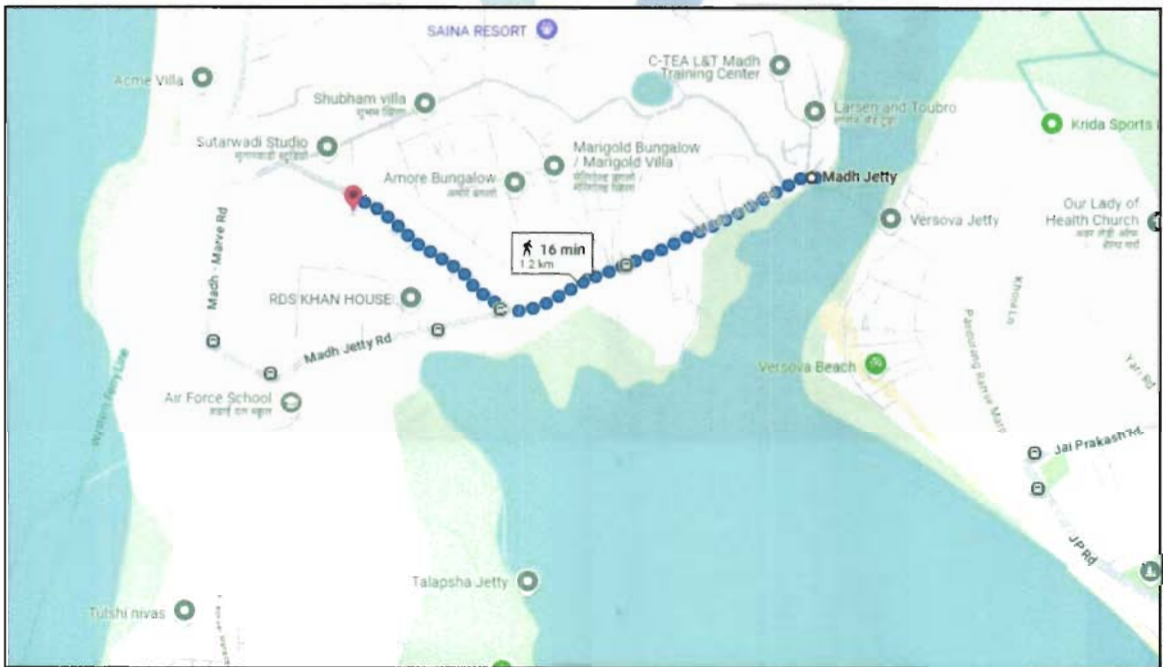 SAINA RESORT
C-TEA L&T Madh
Training Center
Acme Villa
Shubham villa
Larsen and Toubro
Krida Sports
Sutarwadi Studio
Marigold Bungalow
/ Marigold Villa
Amore Bungalow
Madh Jetty
Our Lady of
Health Church
Versova Jetty
Madh - Marve Rd
16 min
1.2 km
RDS KHAN HOUSE
Madh Jetty Rd
Versova Beach
Air Force School
Yari Rd
Jai Prakash Rd
JP Rd
Talapsha Jetty
Tulshi nivas